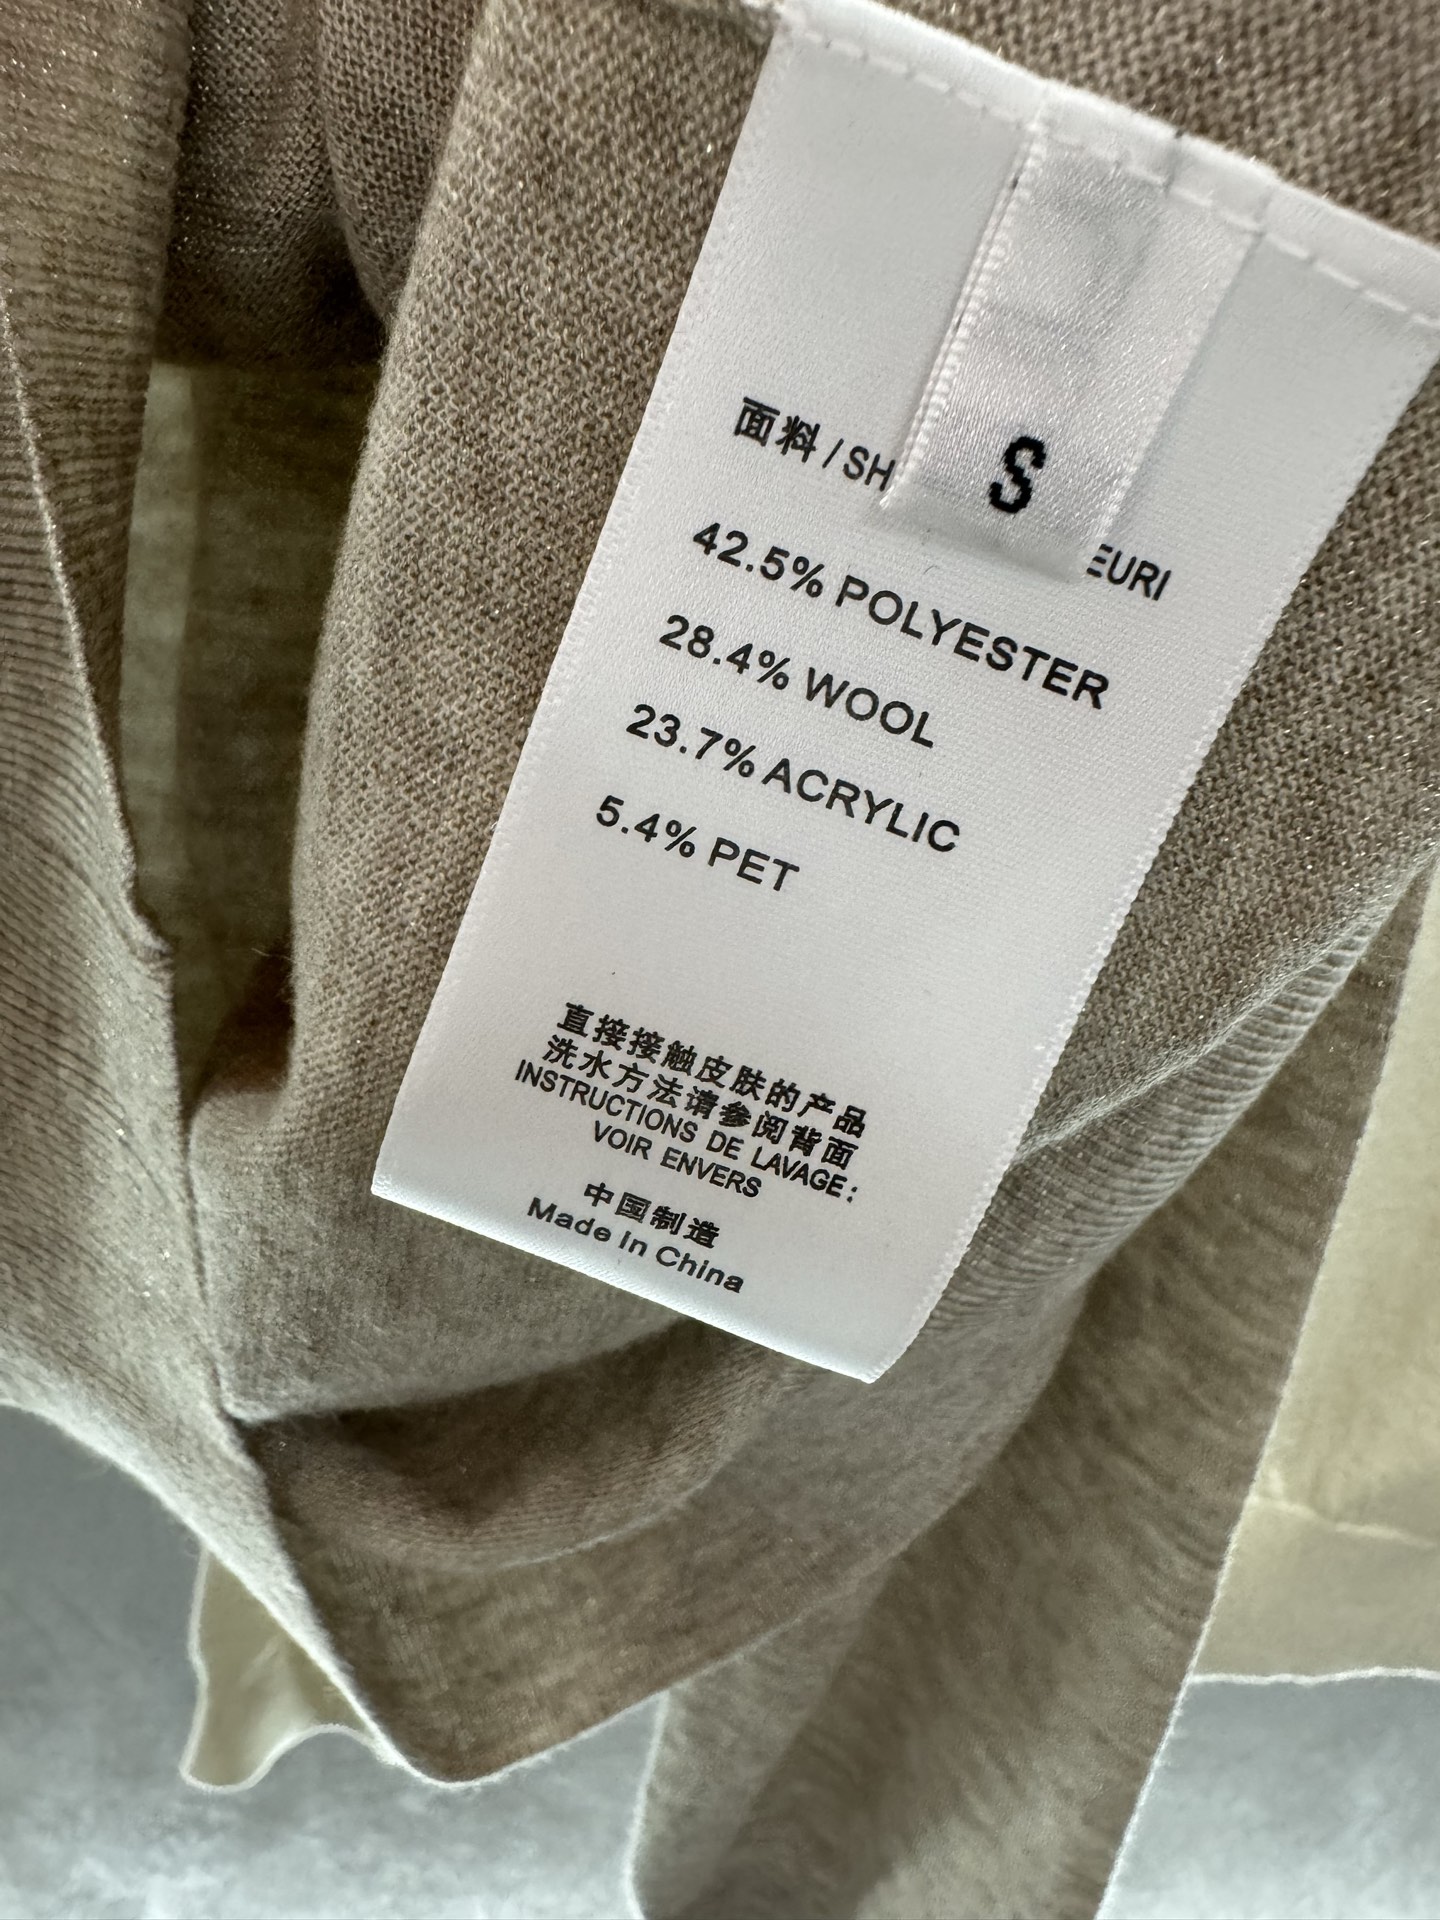 S
面料 / SH
EURI
42.5% POLYESTER
28.4% WOOL
23.7% ACRYLIC
5.4% PET
直接接触皮肤的产品
洗水方法请参阅背面
INSTRUCTIONS DE LAVAGE:
VOIR ENVERS
中国制造
Made In China